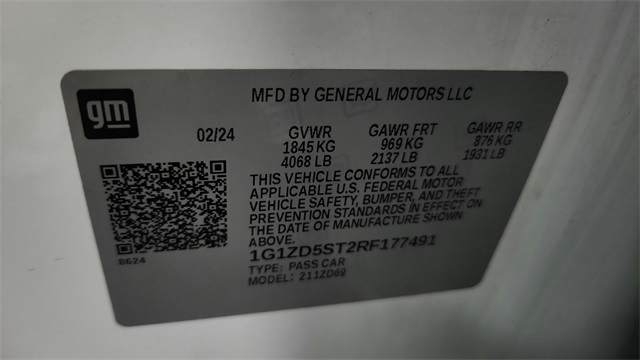 gm
MFD BY GENERAL MOTORS LLC
02/24 GVWR GAWR FRT GAWR RR
1845 KG 969 KG 876 KG
4068 LB 2137 LB 1931 LB
THIS VEHICLE CONFORMS TO ALL
APPLICABLE U.S. FEDERAL MOTOR
VEHICLE SAFETY, BUMPER, AND THEFT
PREVENTION STANDARDS IN EFFECT ON
THE DATE OF MANUFACTURE SHOWN
ABOVE.
1G1ZD5ST2RF177491
TYPE: PASS CAR
MODEL: 211ZD69
8624